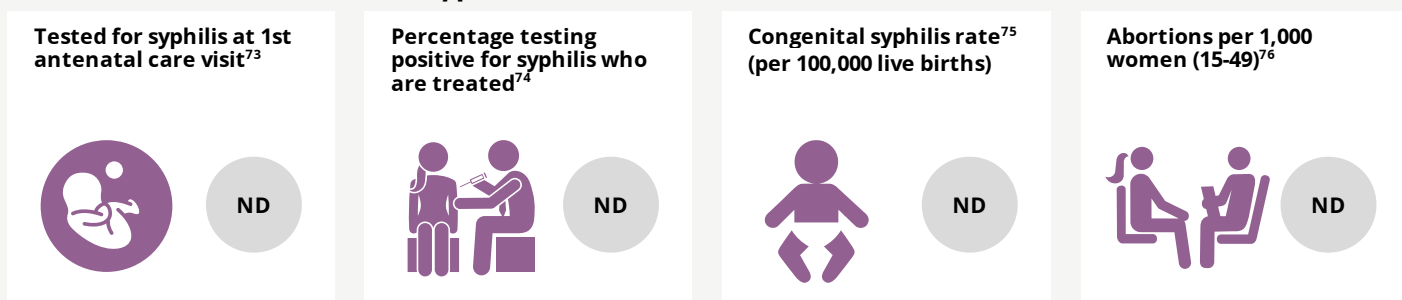 Tested for syphilis at 1st
antenatal care visit73
ND
Percentage testing
positive for syphilis who
are treated74
ND
Congenital syphilis rate75
(per 100,000 live births)
ND
Abortions per 1,000
women (15-49)76
ND